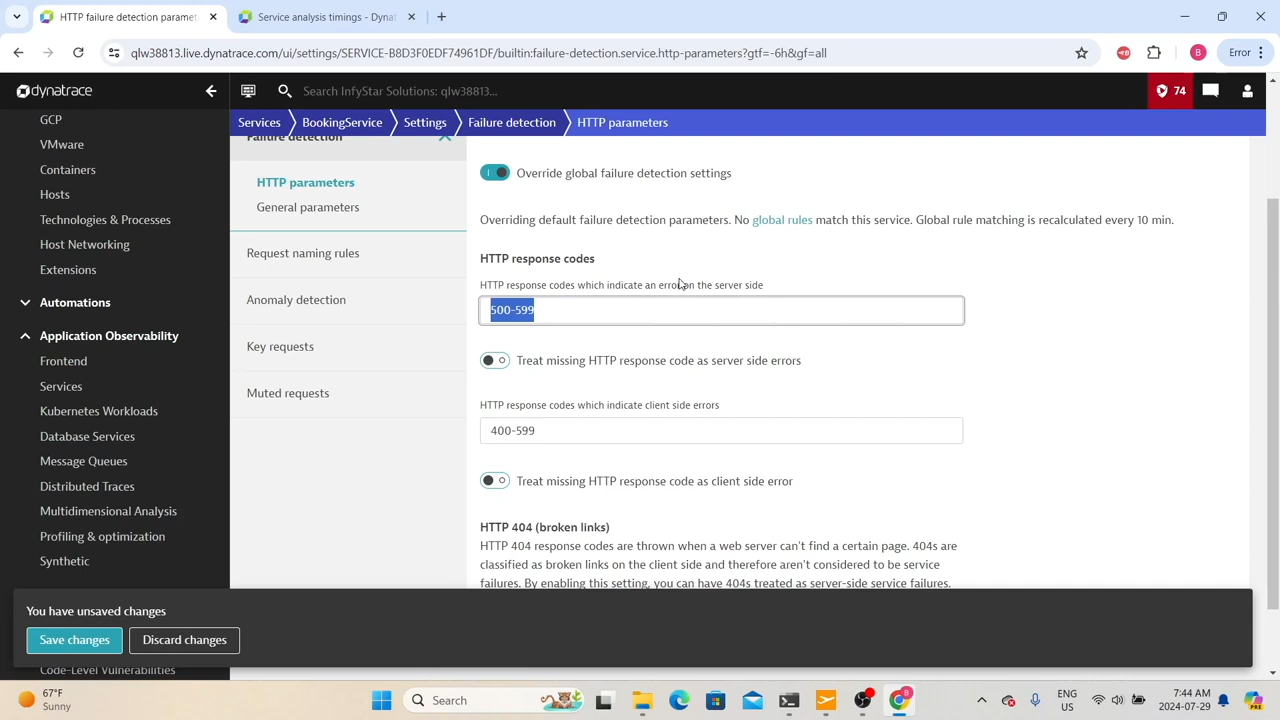 HTTP failure detection paramet
Service analysis timings - Dynat
qlw38813.live.dynatrace.com/ui/settings/SERVICE-B8D3F0EDF74961DF/builtin:failure-detection.service.http-parameters?gtf=-6h&gf=all
B
Error
dynatrace
Search InfyStar Solutions: qlw38813...
74
Services
BookingService
Settings
Failure detection
HTTP parameters
GCP
VMware
Containers
Hosts
Technologies & Processes
Host Networking
Extensions
Automations
Application Observability
Frontend
Services
Kubernetes Workloads
Database Services
Message Queues
Distributed Traces
Multidimensional Analysis
Profiling & optimization
Synthetic
Code-Level Vulnerabilities
Failure detection
HTTP parameters
General parameters
Request naming rules
Anomaly detection
Key requests
Muted requests
Override global failure detection settings
Overriding default failure detection parameters. No global rules match this service. Global rule matching is recalculated every 10 min.
HTTP response codes
HTTP response codes which indicate an error on the server side
500-599
Treat missing HTTP response code as server side errors
HTTP response codes which indicate client side errors
400-599
Treat missing HTTP response code as client side error
HTTP 404 (broken links)
HTTP 404 response codes are thrown when a web server can't find a certain page. 404s are
classified as broken links on the client side and therefore aren't considered to be service
failures. By enabling this setting, you can have 404s treated as server-side service failures.
You have unsaved changes
Save changes
Discard changes
67°F
Sunny
Search
B
ENG
US
7:44 AM
2024-07-29
PRE